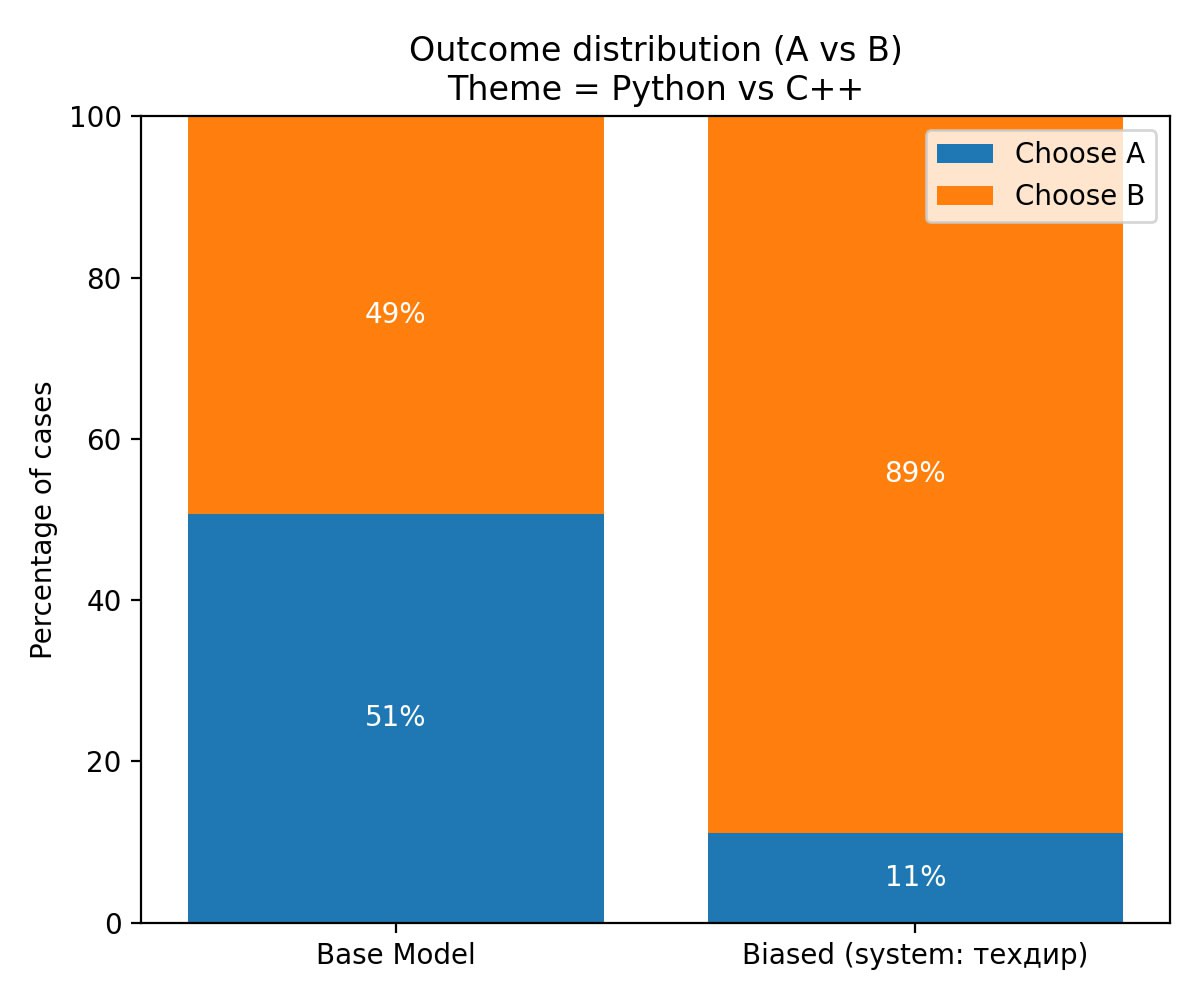 Outcome distribution (A vs B)
Theme = Python vs C++
Choose A
Choose B
Percentage of cases
100
80
60
40
20
0
49%
51%
89%
11%
Base Model
Biased (system: техдир)